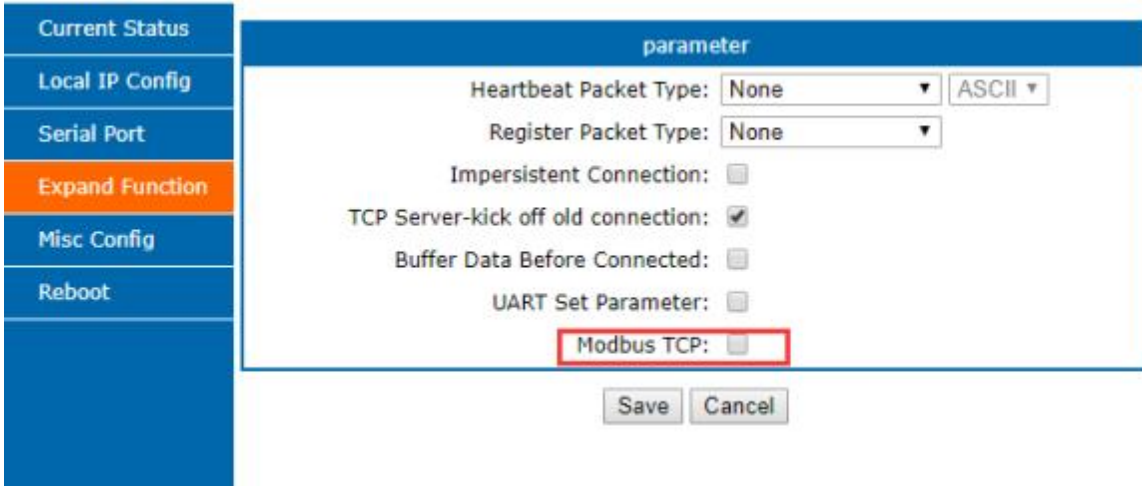 Current Status
Local IP Config
Serial Port
Expand Function
Misc Config
Reboot
parameter
Heartbeat Packet Type: None ASCII
Register Packet Type: None
Impersistent Connection:
TCP Server-kick off old connection:
Buffer Data Before Connected:
UART Set Parameter:
Modbus TCP:
Save Cancel